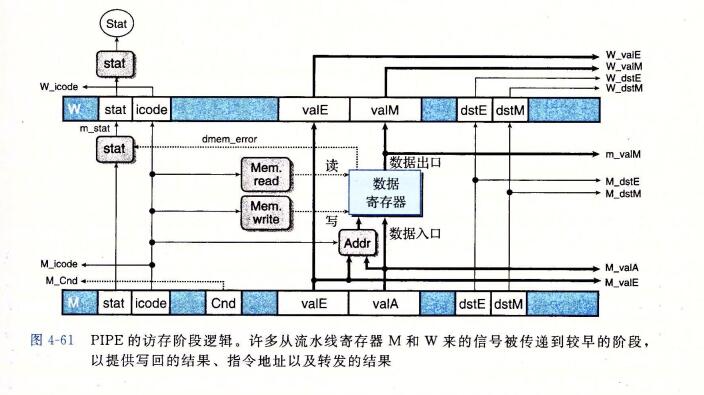 Stat
stat
W_icode
W_valE
W_valM
W_dstE
W_dstM
W stat icode valE valM dstE dstM
m_stat
dmem_error
stat
Mem. read
读
数据出口
m_valM
数据
寄存器
M_dstE
M_dstM
Mem. write
写
Addr
数据入口
M_icode
M_Cnd
M_valA
M_valE
M stat icode Cnd valE valA dstE dstM
图 4-61 PIPE 的访存阶段逻辑。许多从流水线寄存器 M 和 W 来的信号被传递到较早的阶段，
以提供写回的结果、指令地址以及转发的结果